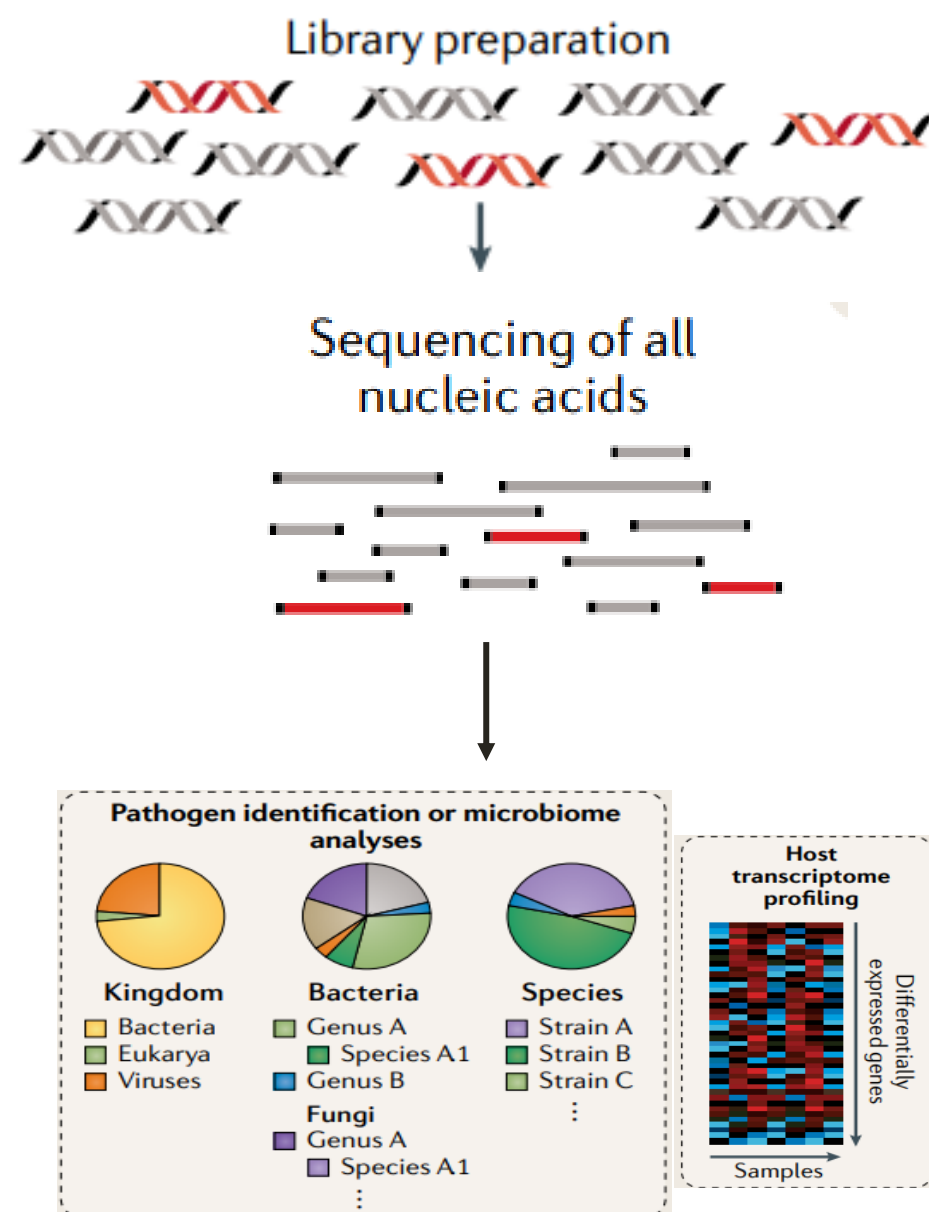 Library preparation
Sequencing of all
nucleic acids
Pathogen identification or microbiome
analyses
Kingdom
Bacteria
Eukarya
Viruses
Bacteria
Genus A
Species A1
Genus B
Fungi
Genus A
Species A1
⋮
Species
Strain A
Strain B
Strain C
⋮
Host
transcriptome
profiling
Differentially
expressed genes
Samples